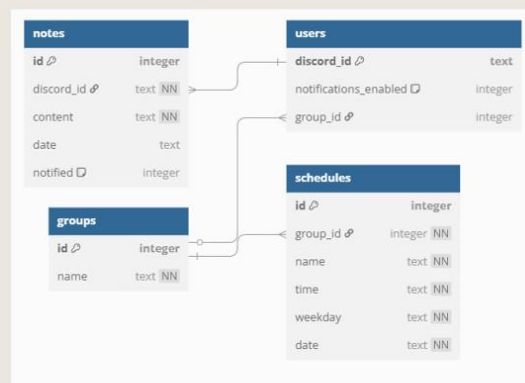 notes
id integer
discord_id text NN
content text NN
date text
notified integer
users
discord_id text
notifications_enabled integer
group_id integer
groups
id integer
name text NN
schedules
id integer
group_id integer NN
name text NN
time text NN
weekday text NN
date text NN